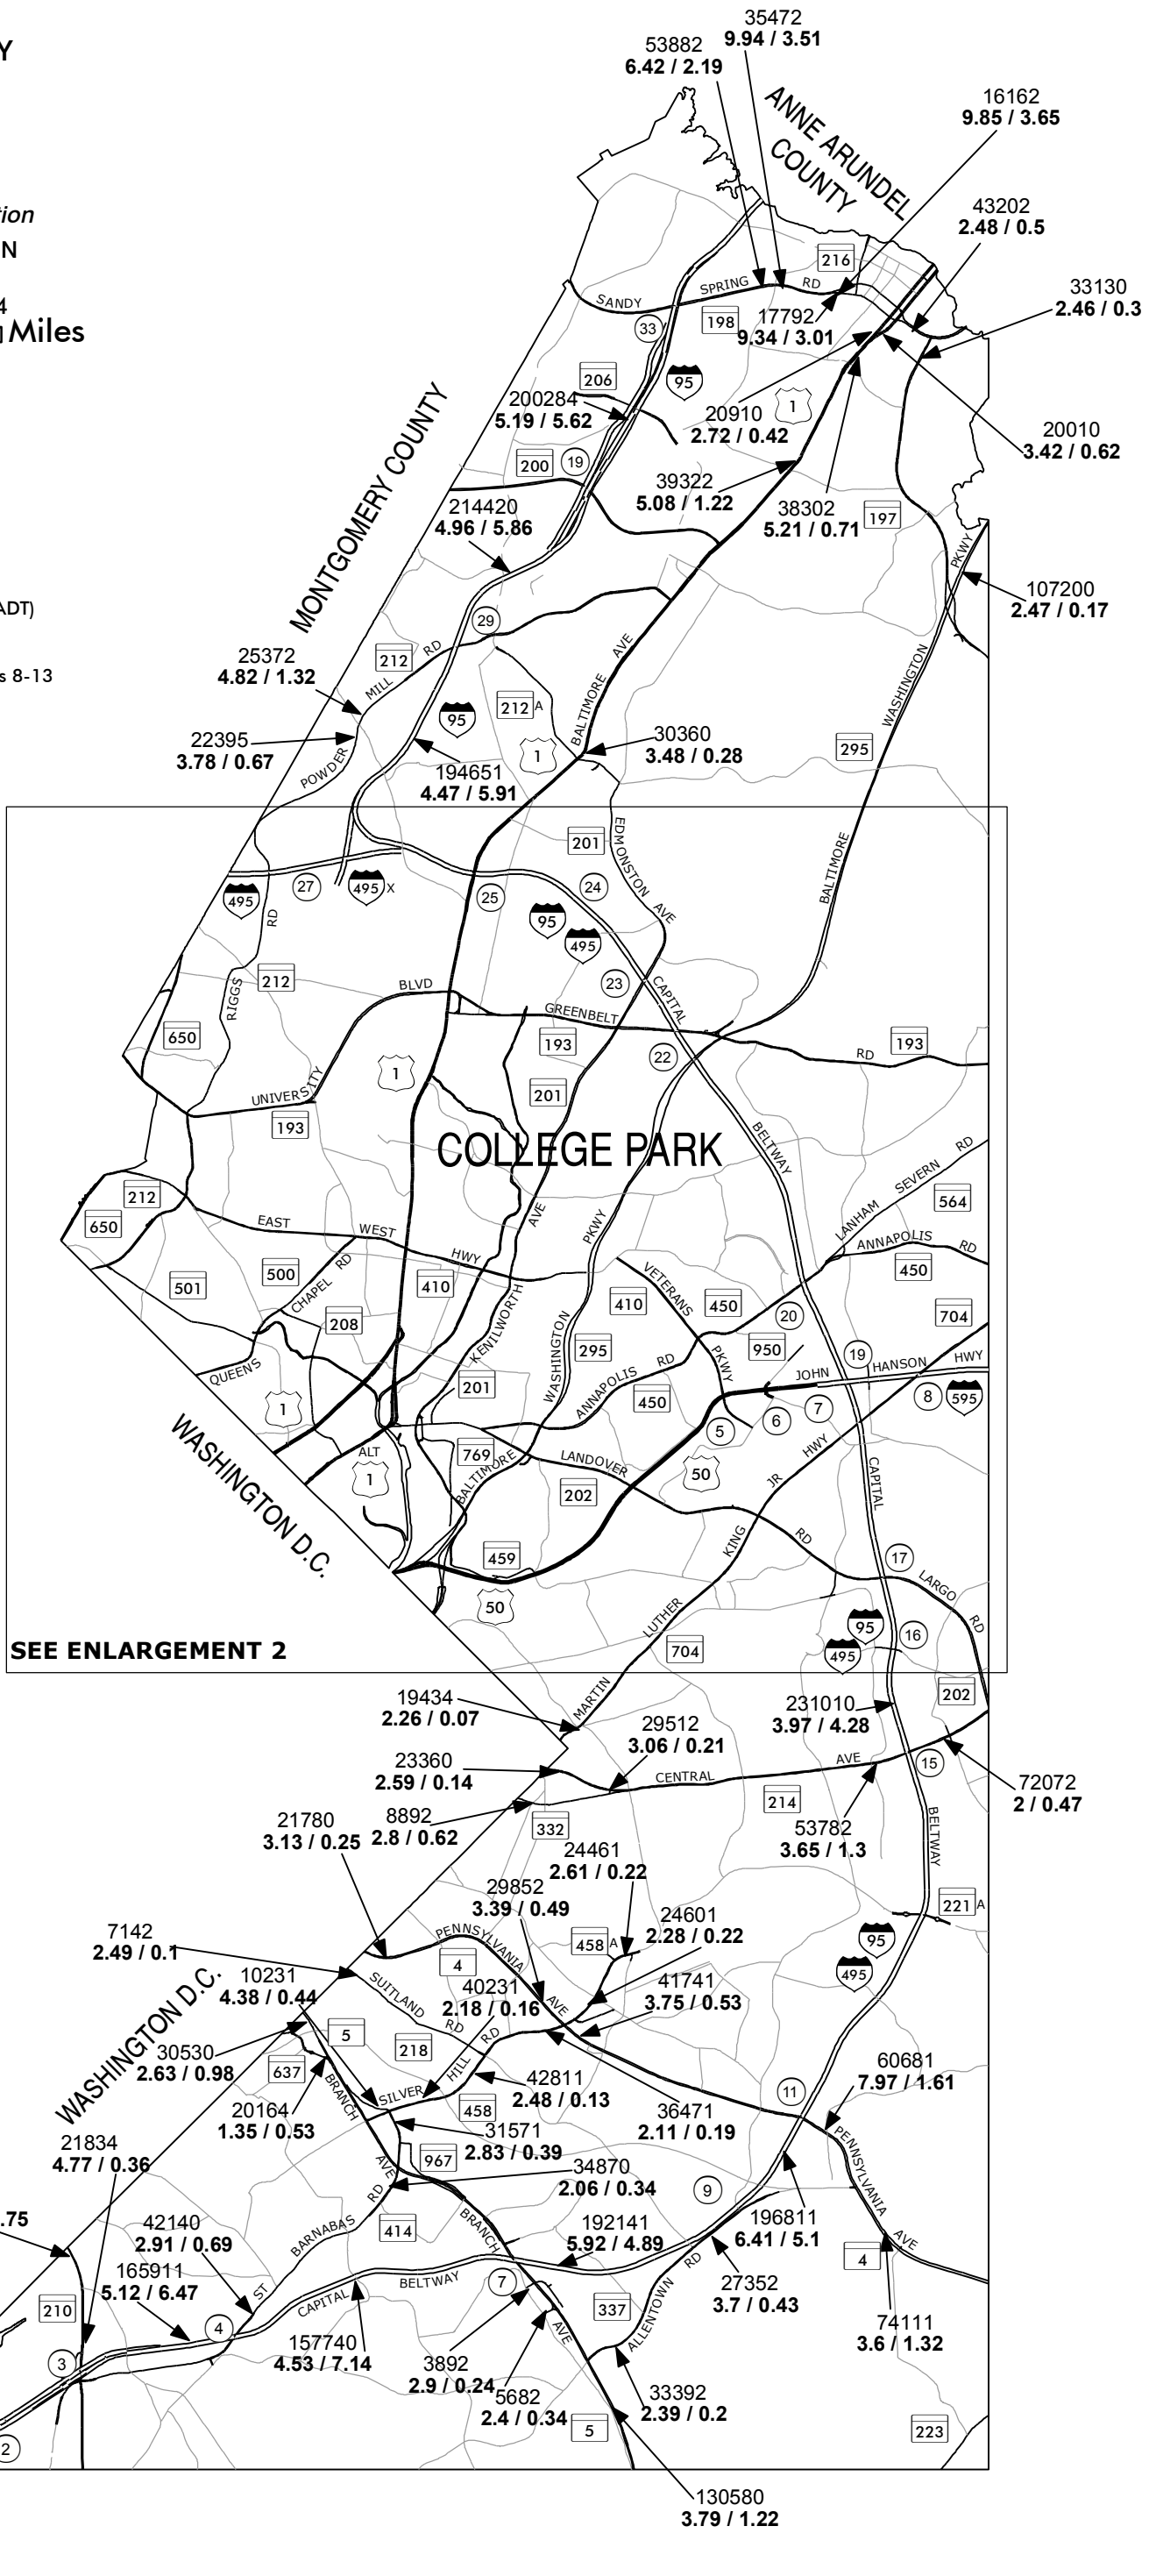 Y
tion
N
4
Miles
ADT)
s 8-13
35472
9.94 / 3.51
53882
6.42 / 2.19
ANNE ARUNDEL
COUNTY
16162
9.85 / 3.65
43202
2.48 / 0.5
33130
2.46 / 0.3
216
SANDY SPRING RD
33
198
17792
9.34 / 3.01
206
95
200284
5.19 / 5.62
20910
2.72 / 0.42
1
20010
3.42 / 0.62
MONTGOMERY COUNTY
200
19
39322
5.08 / 1.22
214420
4.96 / 5.86
38302
5.21 / 0.71
197
PKWY
107200
2.47 / 0.17
29
212
RD
MILL
POWDER
25372
4.82 / 1.32
22395
3.78 / 0.67
95
212 A
BALTIMORE AVE
1
30360
3.48 / 0.28
WASHINGTON
295
194651
4.47 / 5.91
201
EDMONSTON AVE
BALTIMORE
27
495
495 X
25
24
95
495
RD
RIGGS
212
23
CAPITAL
BLVD
GREENBELT
650
193
22
RD
193
1
UNIVERSITY
193
201
COLLEGE PARK
BELTWAY
212
650
EAST WEST HWY
AVE
PKWY
LANHAM SEVERN RD
564
ANNAPOLIS RD
450
501
500
CHAPEL RD
208
410
VETERANS
410
450
704
20
QUEENS
KENILWORTH
WASHINGTON
295
PKWY
950
19
JOHN HANSON HWY
201
ANNAPOLIS RD
450
8
595
1
7
6
5
WASHINGTON D.C.
ALT
1
769
BALTIMORE
LANDOVER
202
50
JR HWY
CAPITAL
KING
RD
459
17
LARGO
RD
50
LUTHER
95
495
16
SEE ENLARGEMENT 2
704
202
MARTIN
19434
2.26 / 0.07
29512
3.06 / 0.21
231010
3.97 / 4.28
23360
2.59 / 0.14
CENTRAL AVE
15
214
72072
2 / 0.47
21780
3.13 / 0.25
8892
2.8 / 0.62
332
53782
3.65 / 1.3
BELTWAY
24461
2.61 / 0.22
29852
3.39 / 0.49
24601
2.28 / 0.22
221 A
7142
2.49 / 0.1
PENNSYLVANIA
4
458 A
95
495
10231
4.38 / 0.44
SUITLAND
RD
40231
2.18 / 0.16
AVE
41741
3.75 / 0.53
WASHINGTON D.C.
5
30530
2.63 / 0.98
218
RD
637
HILL
SILVER
42811
2.48 / 0.13
60681
7.97 / 1.61
11
20164
1.35 / 0.53
BRANCH
458
36471
2.11 / 0.19
31571
2.83 / 0.39
PENNSYLVANIA
21834
4.77 / 0.36
AVE
967
34870
2.06 / 0.34
9
.75
RD
BARNABAS
414
BRANCH
42140
2.91 / 0.69
192141
5.92 / 4.89
196811
6.41 / 5.1
AVE
4
165911
5.12 / 6.47
ST
CAPITAL
BELTWAY
7
RD
27352
3.7 / 0.43
210
4
337
ALLENTOWN
74111
3.6 / 1.32
3
157740
4.53 / 7.14
3892
2.9 / 0.24
AVE
5682
2.4 / 0.34
33392
2.39 / 0.2
5
223
2
130580
3.79 / 1.22